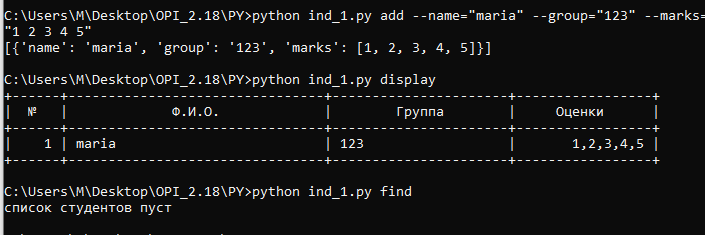 C:\Users\M\Desktop\OPI_2.18\PY>python ind_1.py add --name="maria" --group="123" --marks=
"1 2 3 4 5"
[{'name': 'maria', 'group': '123', 'marks': [1, 2, 3, 4, 5]}]
C:\Users\M\Desktop\OPI_2.18\PY>python ind_1.py display
+------+--------------------------------+----------------------+-----------------+
| № | Ф.И.О. | Группа | Оценки |
+------+--------------------------------+----------------------+-----------------+
| 1 | maria | 123 | 1,2,3,4,5 |
+------+--------------------------------+----------------------+-----------------+
C:\Users\M\Desktop\OPI_2.18\PY>python ind_1.py find
список студентов пуст